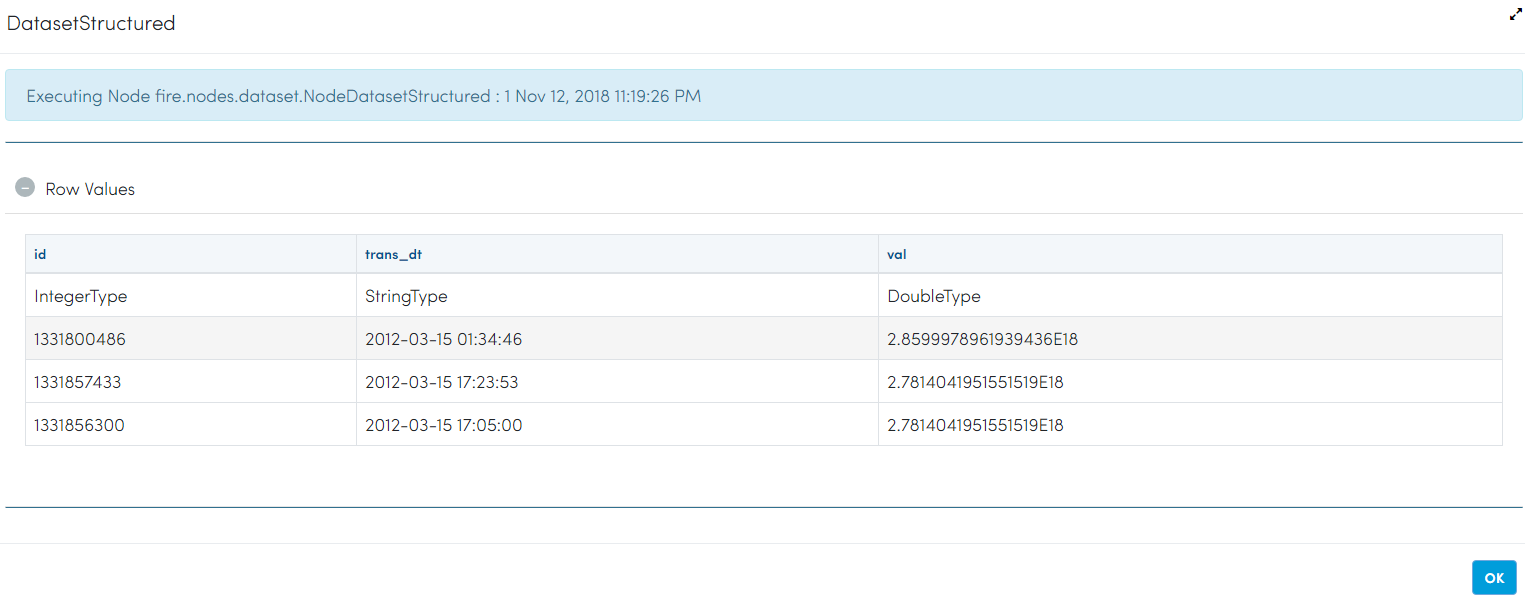 DatasetStructured
Executing Node fire.nodes.dataset.NodeDatasetStructured : 1 Nov 12, 2018 11:19:26 PM
Row Values
id trans_dt val
IntegerType StringType DoubleType
1331800486 2012-03-15 01:34:46 2.8599978961939436E18
1331857433 2012-03-15 17:23:53 2.7814041951551519E18
1331856300 2012-03-15 17:05:00 2.7814041951551519E18
OK